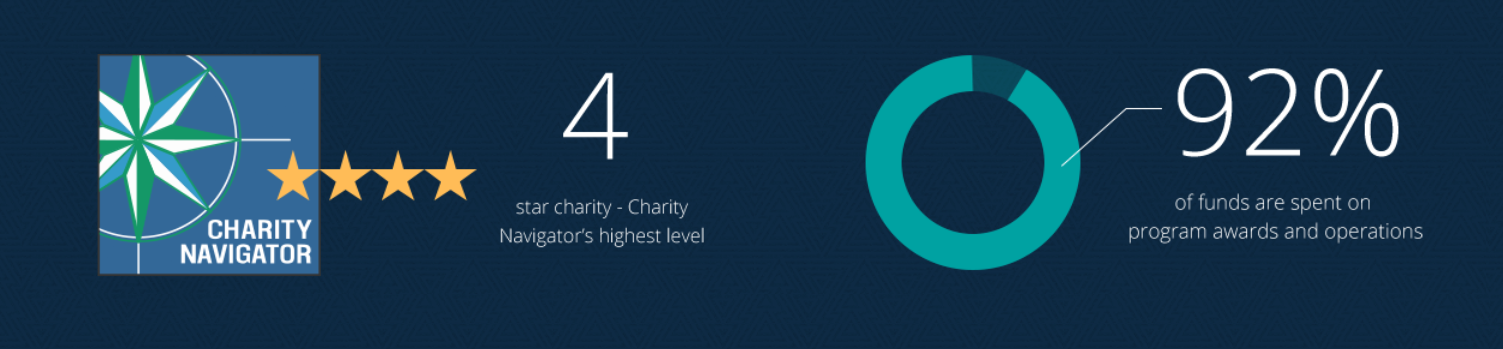 CHARITY
NAVIGATOR
4
star charity - Charity
Navigator's highest level
92%
of funds are spent on
program awards and operations